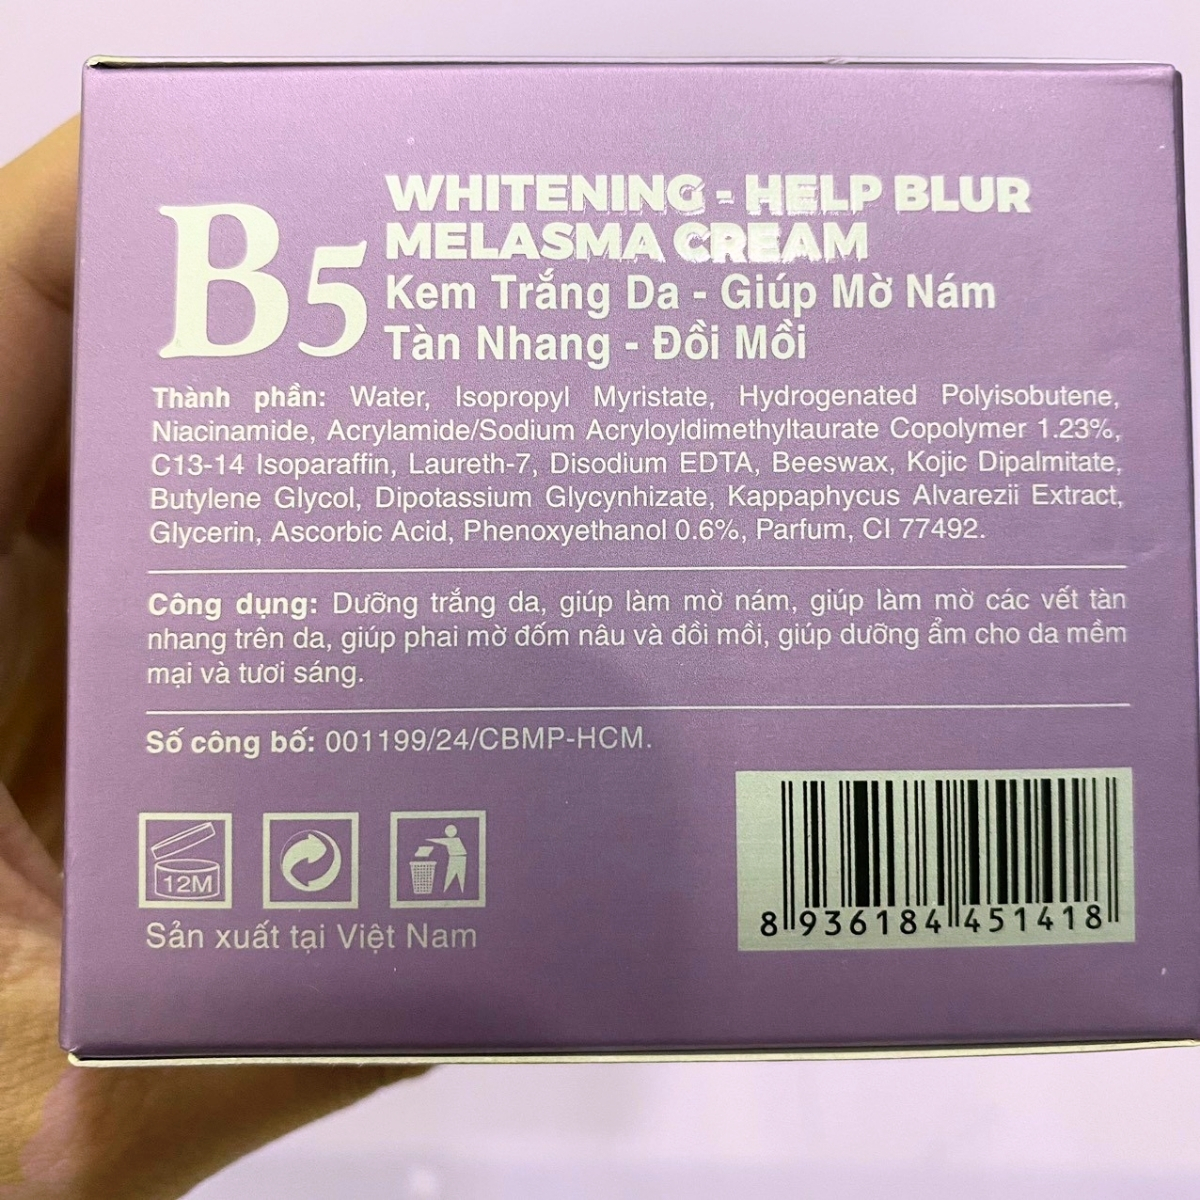 B5
WHITENING - HELP BLUR
MELASMA CREAM
Kem Trắng Da - Giúp Mờ Nám
Tàn Nhang - Đồi Mồi
Thành phần: Water, Isopropyl Myristate, Hydrogenated Polyisobutene,
Niacinamide, Acrylamide/Sodium Acryloyldimethyltaurate Copolymer 1.23%,
C13-14 Isoparaffin, Laureth-7, Disodium EDTA, Beeswax, Kojic Dipalmitate,
Butylene Glycol, Dipotassium Glycynhizate, Kappaphycus Alvarezii Extract,
Glycerin, Ascorbic Acid, Phenoxyethanol 0.6%, Parfum, CI 77492.
Công dụng: Dưỡng trắng da, giúp làm mờ nám, giúp làm mờ các vết tàn
nhang trên da, giúp phai mờ đốm nâu và đồi mồi, giúp dưỡng ẩm cho da mềm
mại và tươi sáng.
Số công bố: 001199/24/CBMP-HCM.
12M
Sản xuất tại Việt Nam
8 936184 451418